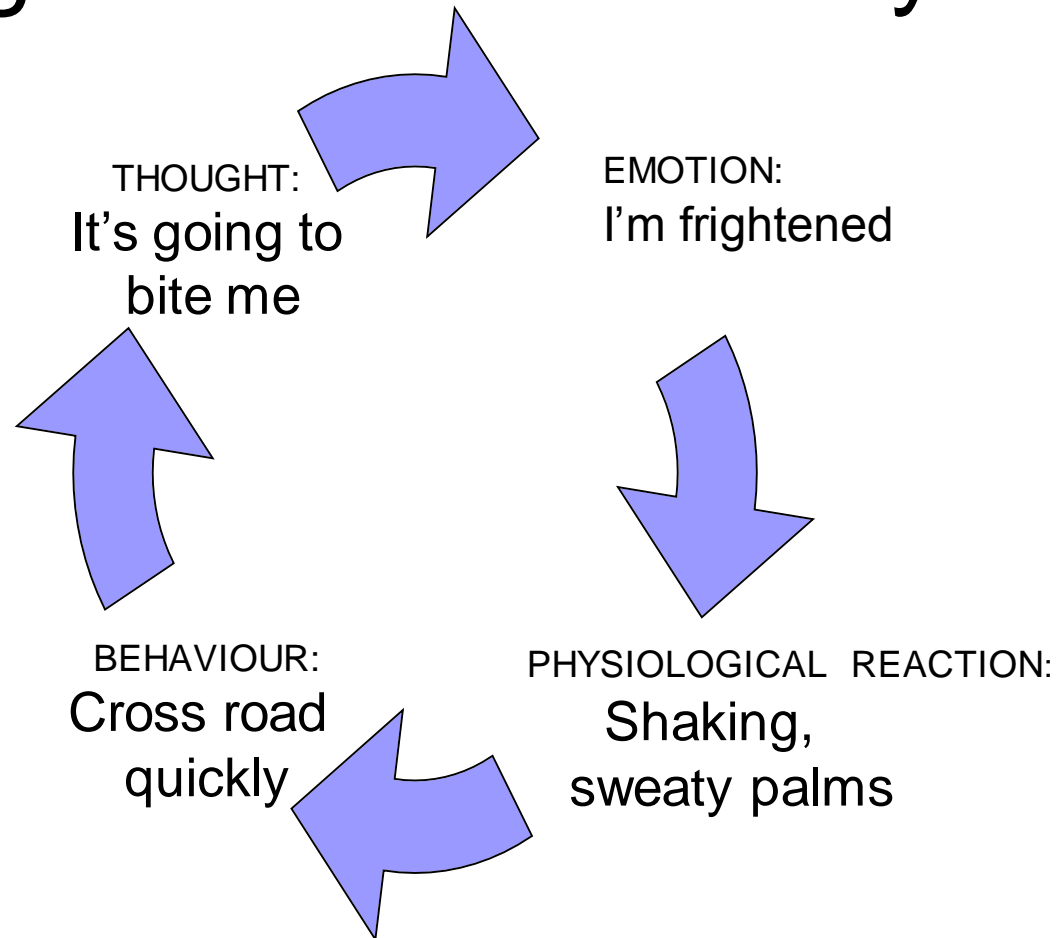 THOUGHT:
It's going to
bite me
EMOTION:
I'm frightened
PHYSIOLOGICAL REACTION:
Shaking,
sweaty palms
BEHAVIOUR:
Cross road
quickly